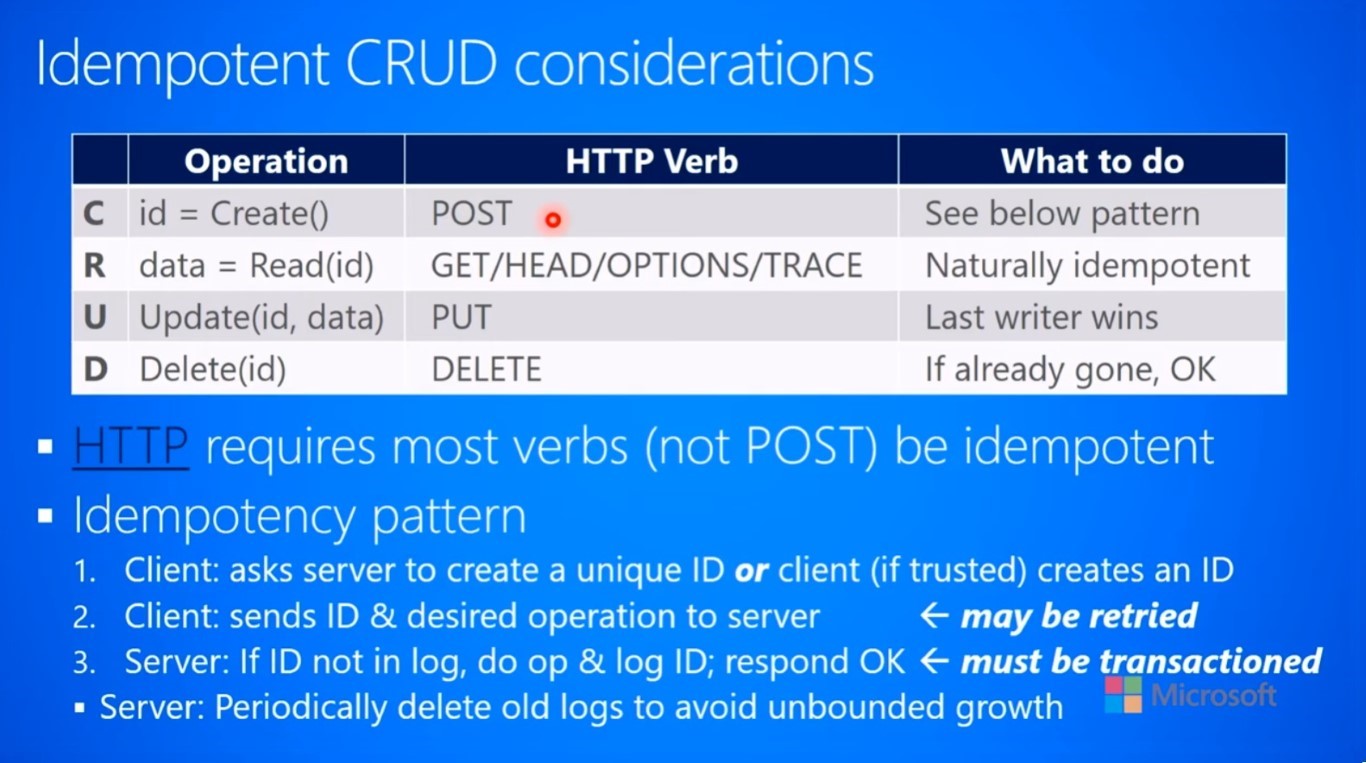 Idempotent CRUD considerations
Operation HTTP Verb What to do
C id = Create() POST See below pattern
R data = Read(id) GET/HEAD/OPTIONS/TRACE Naturally idempotent
U Update(id, data) PUT Last writer wins
D Delete(id) DELETE If already gone, OK
▪ HTTP requires most verbs (not POST) be idempotent
▪ Idempotency pattern
1. Client: asks server to create a unique ID or client (if trusted) creates an ID
2. Client: sends ID & desired operation to server ← may be retried
3. Server: If ID not in log, do op & log ID; respond OK ← must be transactioned
▪ Server: Periodically delete old logs to avoid unbounded growth
Microsoft